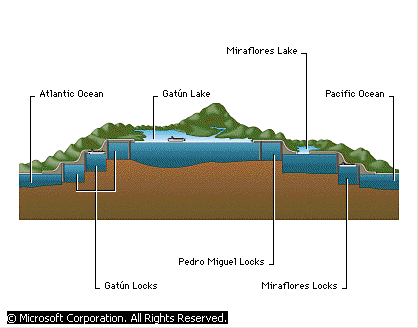 Miraflores Lake
Atlantic Ocean
Gatún Lake
Pacific Ocean
Pedro Miguel Locks
Gatún Locks
Miraflores Locks
© Microsoft Corporation. All Rights Reserved.